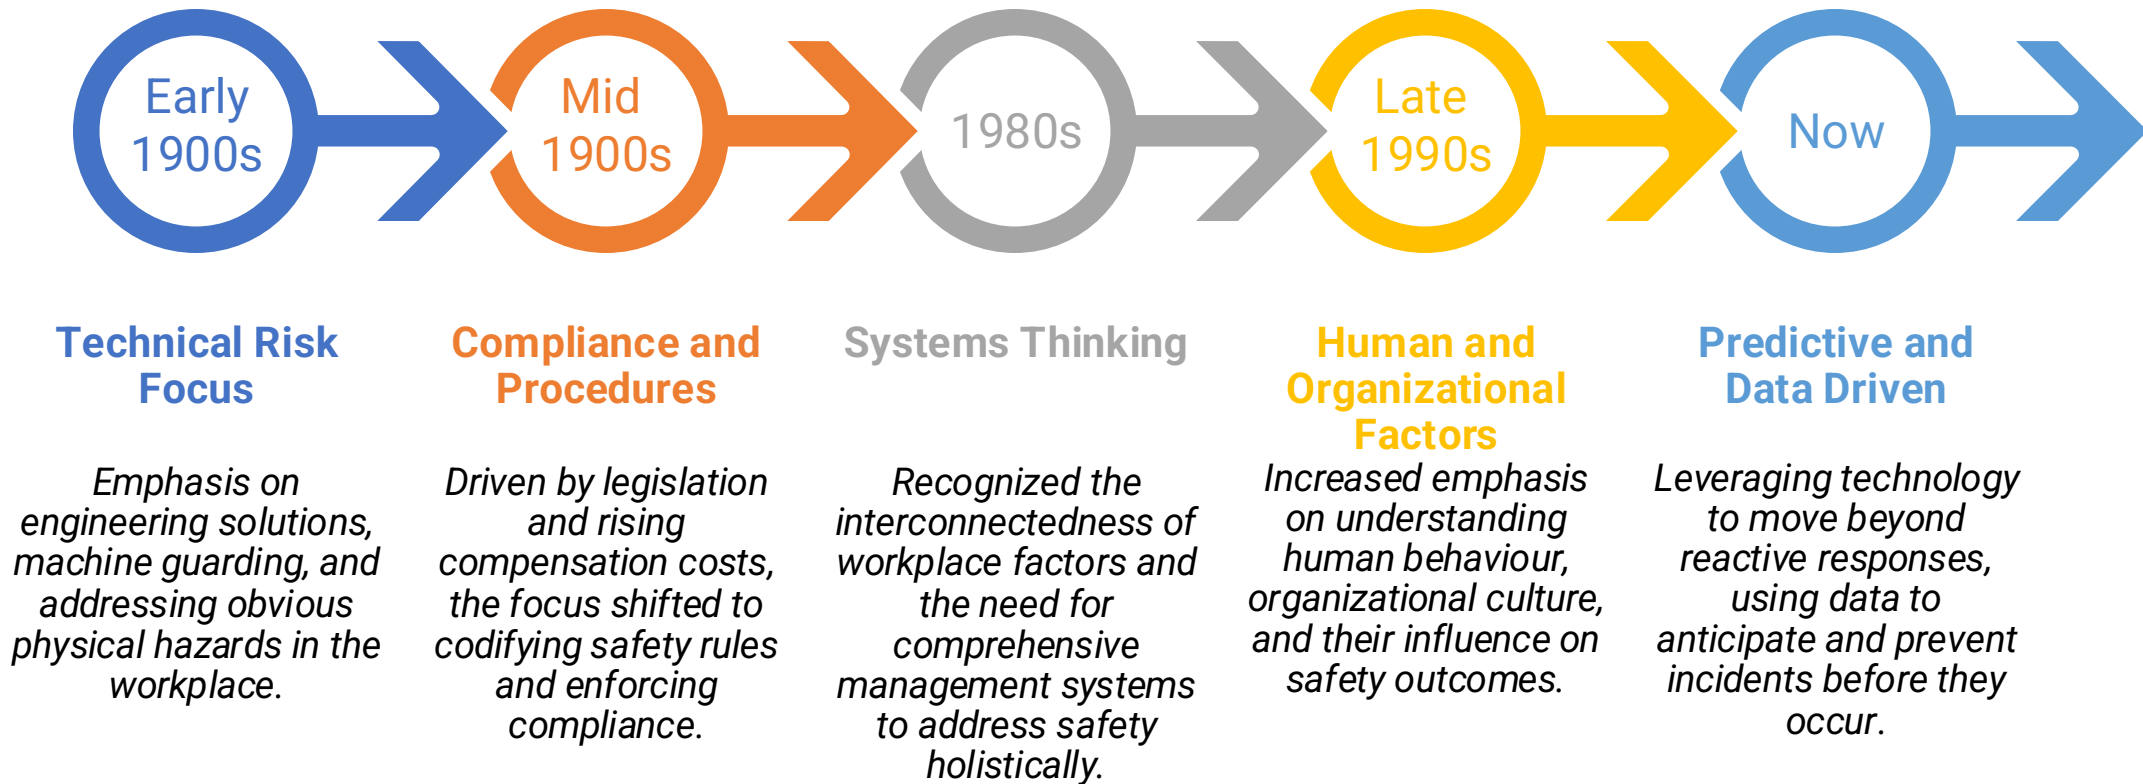 Early
1900s
Mid
1900s
1980s
Late
1990s
Now
Technical Risk
Focus
Emphasis on
engineering solutions,
machine guarding, and
addressing obvious
physical hazards in the
workplace.
Compliance and
Procedures
Driven by legislation
and rising
compensation costs,
the focus shifted to
codifying safety rules
and enforcing
compliance.
Systems Thinking
Recognized the
interconnectedness of
workplace factors and
the need for
comprehensive
management systems
to address safety
holistically.
Human and
Organizational
Factors
Increased emphasis
on understanding
human behaviour,
organizational culture,
and their influence on
safety outcomes.
Predictive and
Data Driven
Leveraging technology
to move beyond
reactive responses,
using data to
anticipate and prevent
incidents before they
occur.